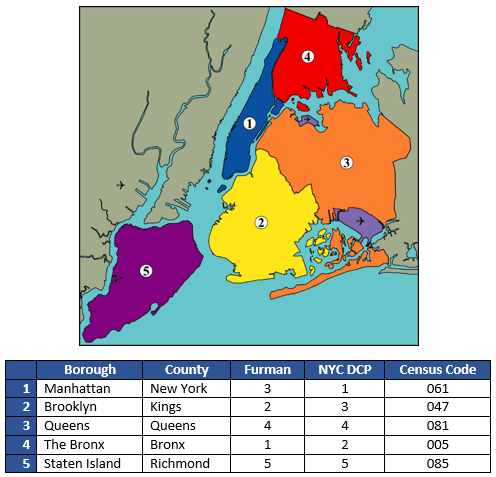 4
1
3
2
5
Borough County Furman NYC DCP Census Code
1 Manhattan New York 3 1 061
2 Brooklyn Kings 2 3 047
3 Queens Queens 4 4 081
4 The Bronx Bronx 1 2 005
5 Staten Island Richmond 5 5 085